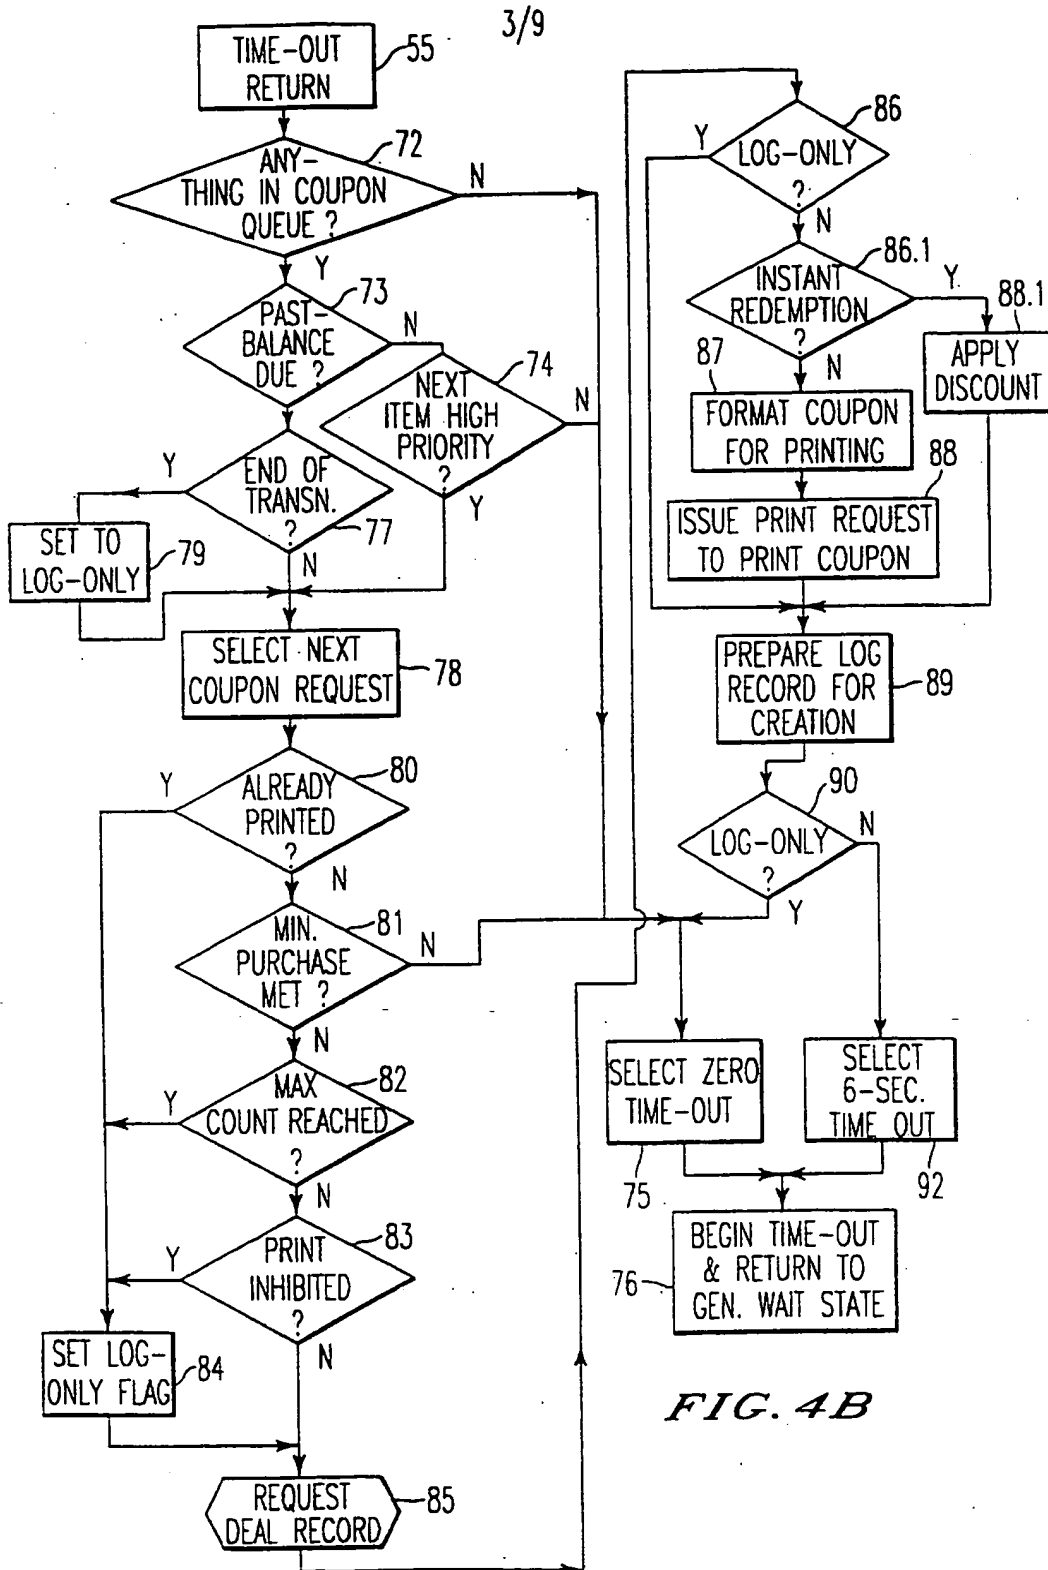 3/9
TIME-OUT
RETURN
55
ANY-
THING IN COUPON
QUEUE ?
72
N
Y
PAST-
BALANCE
DUE ?
73
N
NEXT
ITEM HIGH
PRIORITY
?
74
N
Y
END OF
TRANSN.
?
77
Y
N
SET TO
LOG-ONLY
79
SELECT NEXT
COUPON REQUEST
78
ALREADY
PRINTED
?
80
Y
N
MIN.
PURCHASE
MET ?
81
N
N
MAX
COUNT REACHED
?
82
Y
N
PRINT
INHIBITED
?
83
Y
N
SET LOG-
ONLY FLAG
84
REQUEST
DEAL RECORD
85
LOG-ONLY
?
86
Y
N
INSTANT
REDEMPTION
?
86.1
Y
N
APPLY
DISCOUNT
88.1
87
FORMAT COUPON
FOR PRINTING
88
ISSUE PRINT REQUEST
TO PRINT COUPON
PREPARE LOG
RECORD FOR
CREATION
89
LOG-ONLY
?
90
N
Y
SELECT ZERO
TIME-OUT
75
SELECT
6-SEC.
TIME OUT
92
BEGIN TIME-OUT
& RETURN TO
GEN. WAIT STATE
76
FIG. 4B